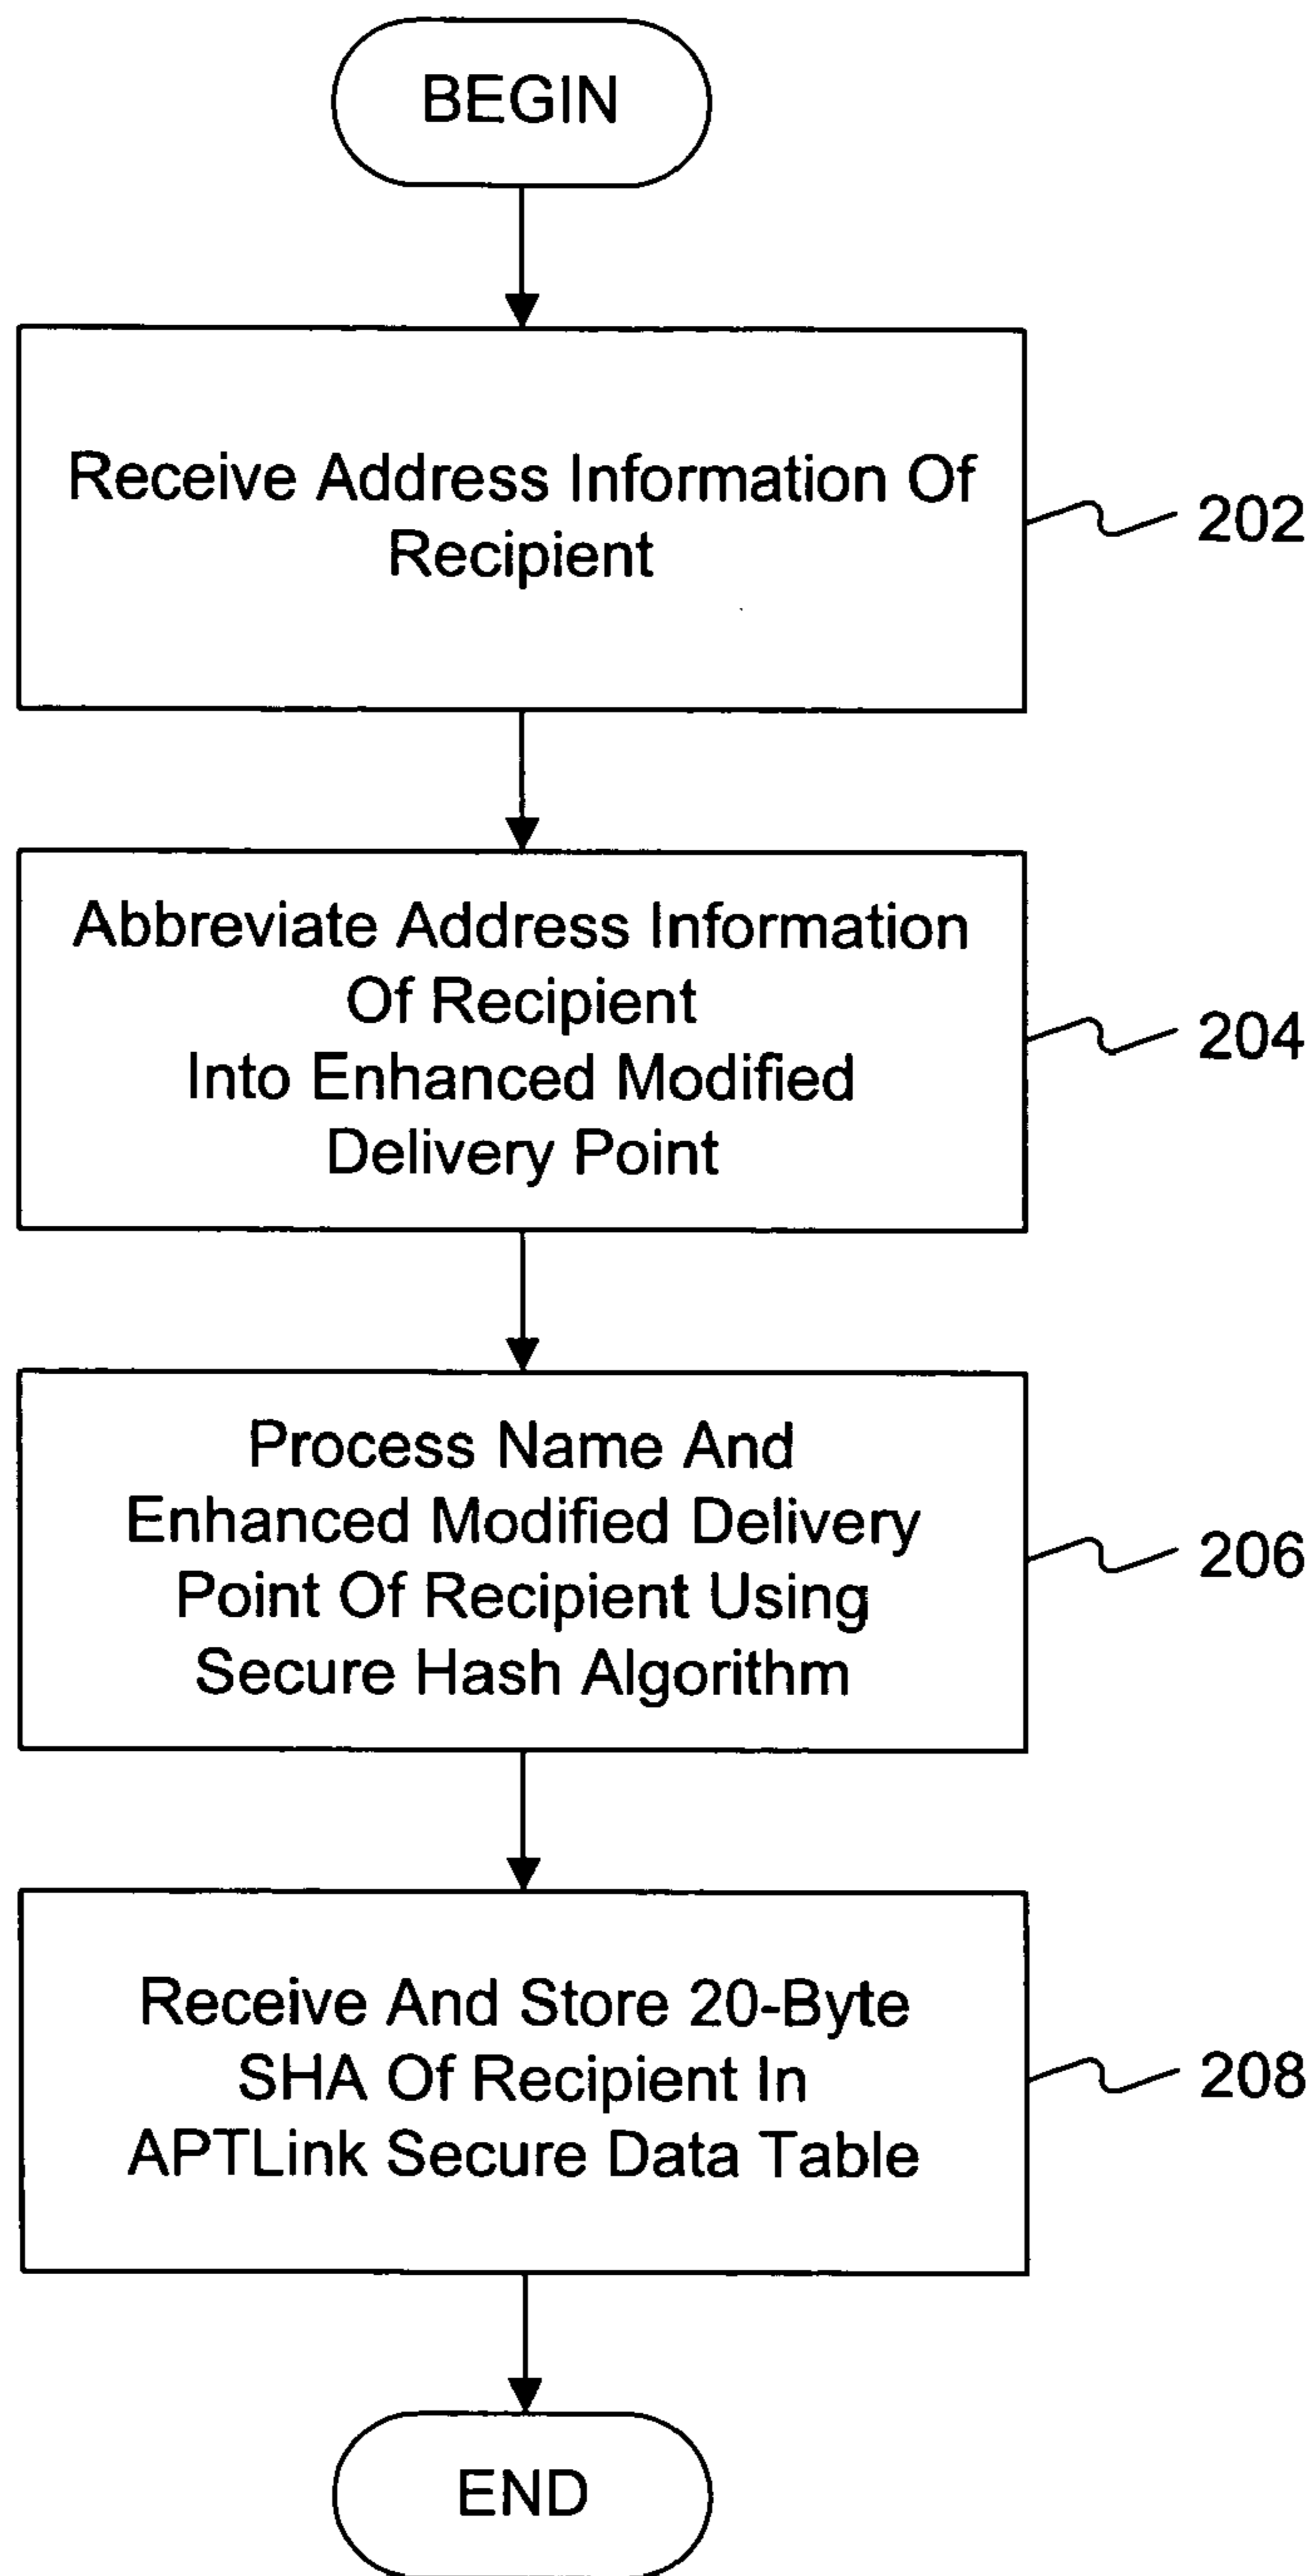 BEGIN
Receive Address Information Of
Recipient
202
Abbreviate Address Information
Of Recipient
Into Enhanced Modified
Delivery Point
204
Process Name And
Enhanced Modified Delivery
Point Of Recipient Using
Secure Hash Algorithm
206
Receive And Store 20-Byte
SHA Of Recipient In
APTLink Secure Data Table
208
END